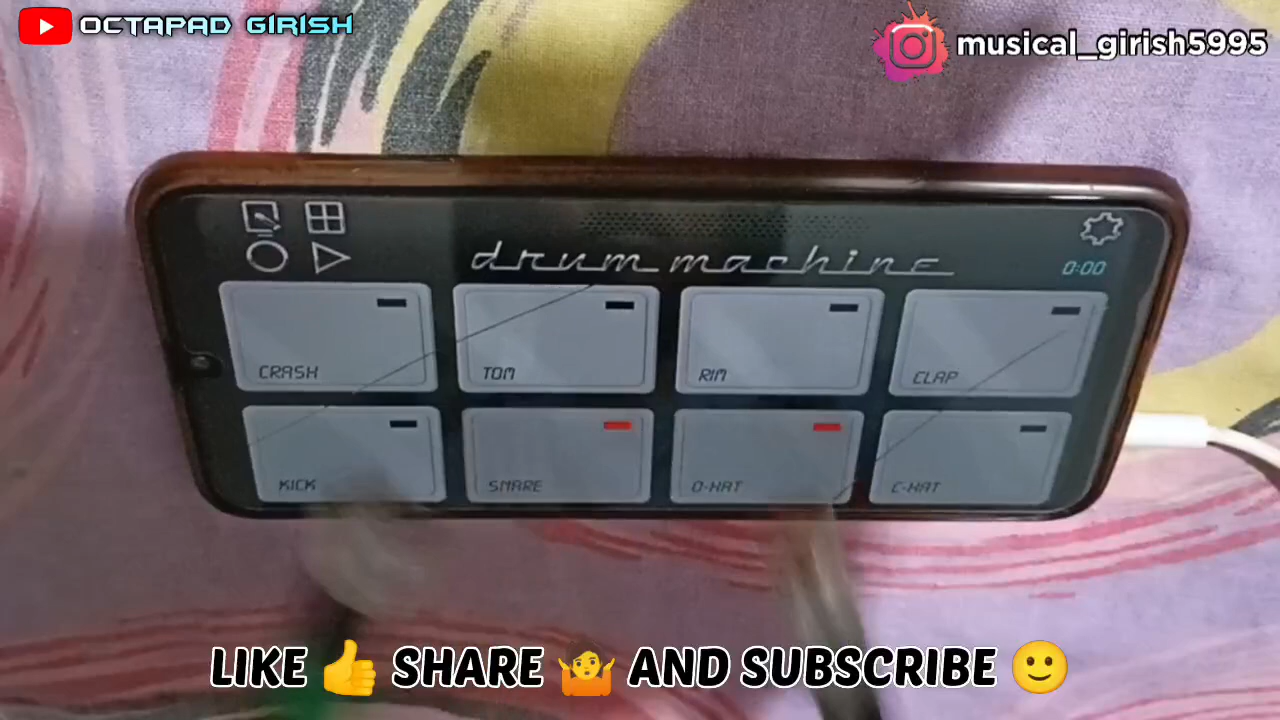 OCTAPAD GIRISH
musical_girish5995
drum machine
0:00
CRASH TOM RIM CLAP
KICK SNARE O-HAT C-HAT
LIKE 👍 SHARE 🤷 AND SUBSCRIBE 🙂